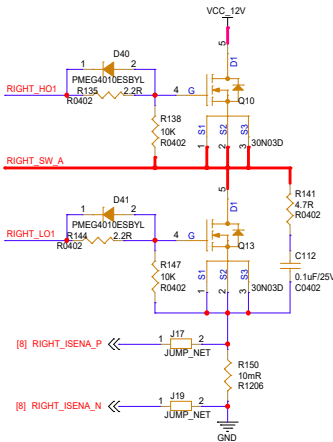 VCC_12V
D40
1 2
PMEG4010ESBYL
RIGHT_HO1
R135 2.2R
R0402
5
D1
4 G
Q10
R138
10K
R0402
S1
S2
S3
1
2
3
30N03D
RIGHT_SW_A
D41
1 2
PMEG4010ESBYL
RIGHT_LO1
R144 2.2R
R0402
5
D1
4 G
Q13
R141
4.7R
R0402
R147
10K
R0402
S1
S2
S3
1
2
3
30N03D
C112
0.1uF/25V
C0402
[8] RIGHT_ISENA_P
J17
1 2
JUMP_NET
R150
10mR
R1206
[8] RIGHT_ISENA_N
J19
1 2
JUMP_NET
GND